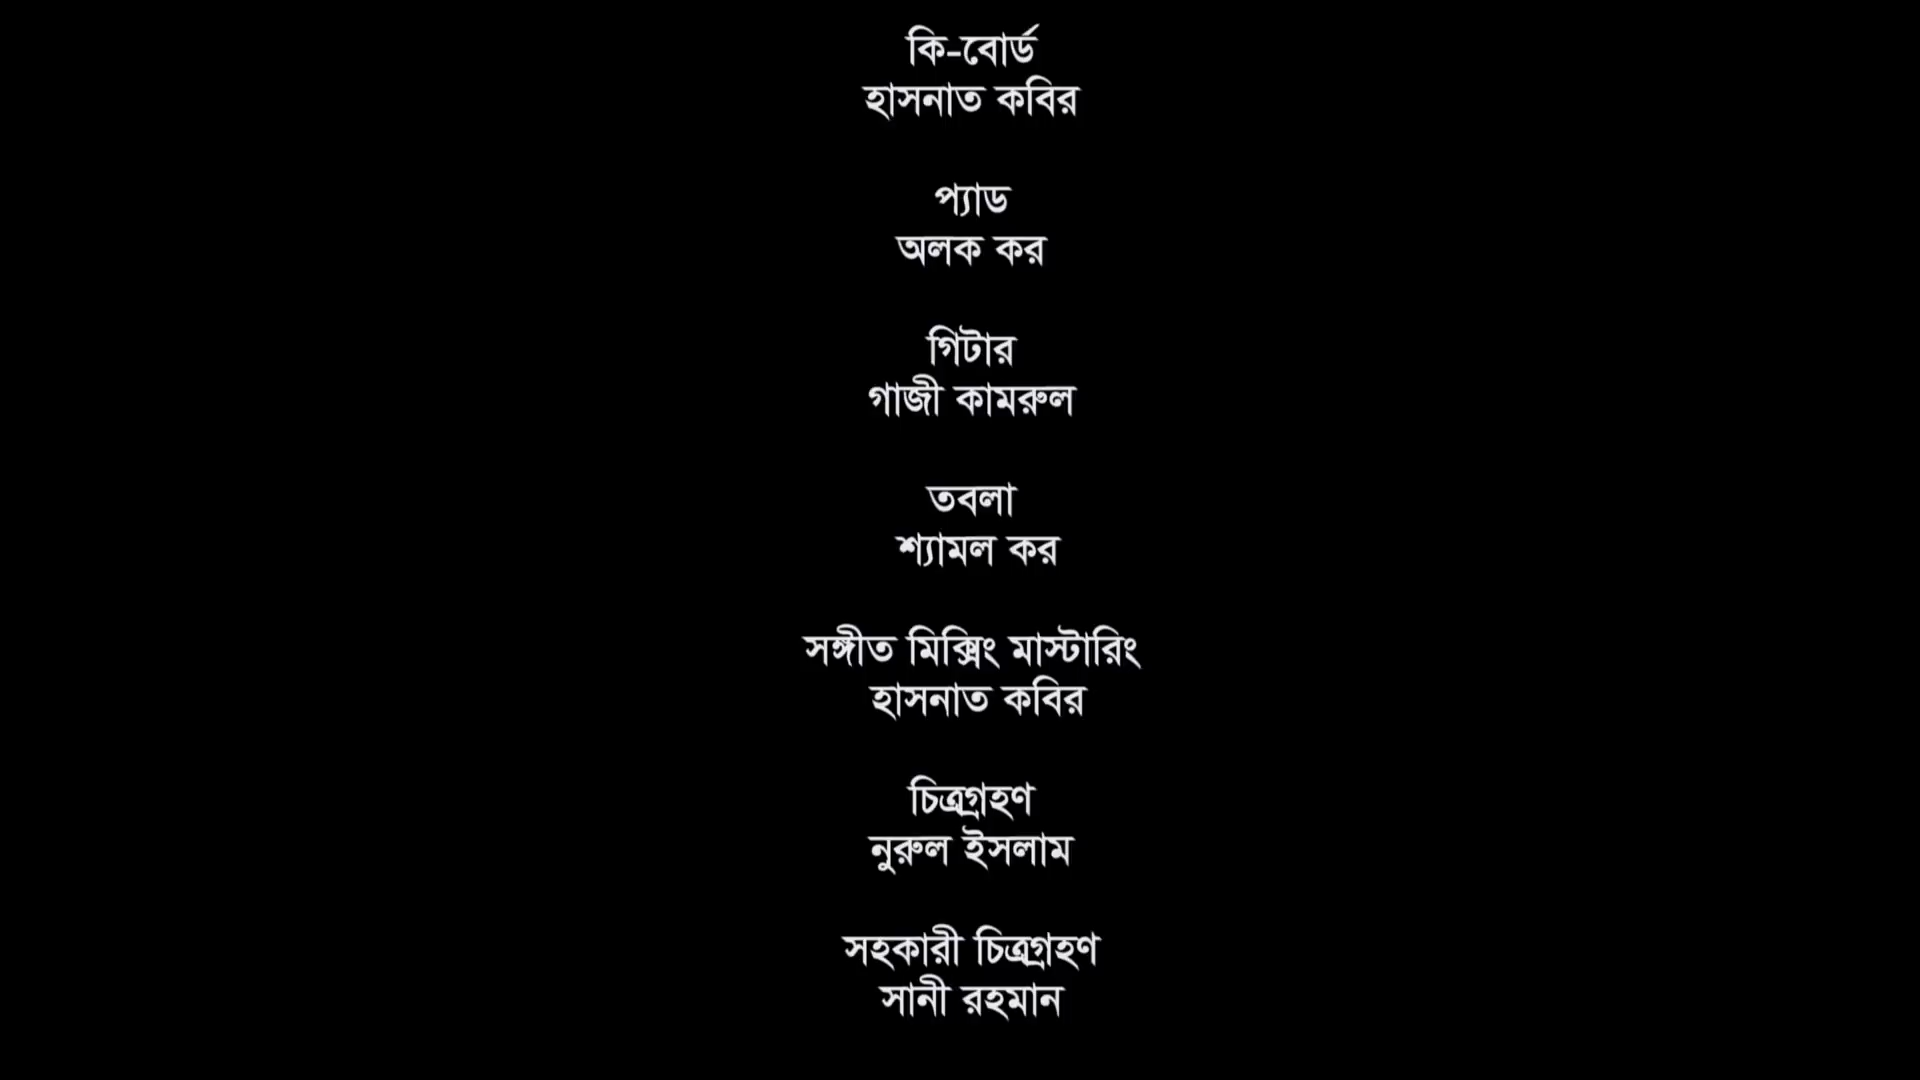 কি-বোর্ড
হাসনাত কবির
প্যাড
অলক কর
গিটার
গাজী কামরুল
তবলা
শ্যামল কর
সঙ্গীত মিক্সিং মাস্টারিং
হাসনাত কবির
চিত্রগ্রহণ
নুরুল ইসলাম
সহকারী চিত্রগ্রহণ
সানী রহমান